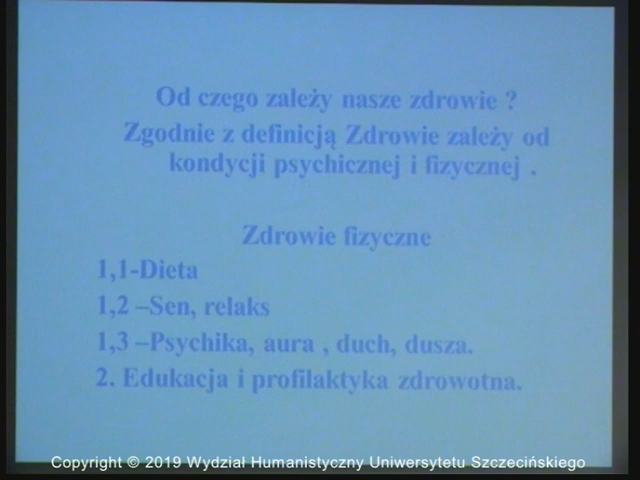 Od czego zależy nasze zdrowie ?
Zgodnie z definicją Zdrowie zależy od
kondycji psychicznej i fizycznej .
Zdrowie fizyczne
1,1-Dieta
1,2 –Sen, relaks
1,3 –Psychika, aura , duch, dusza.
2. Edukacja i profilaktyka zdrowotna.
Copyright © 2019 Wydział Humanistyczny Uniwersytetu Szczecińskiego